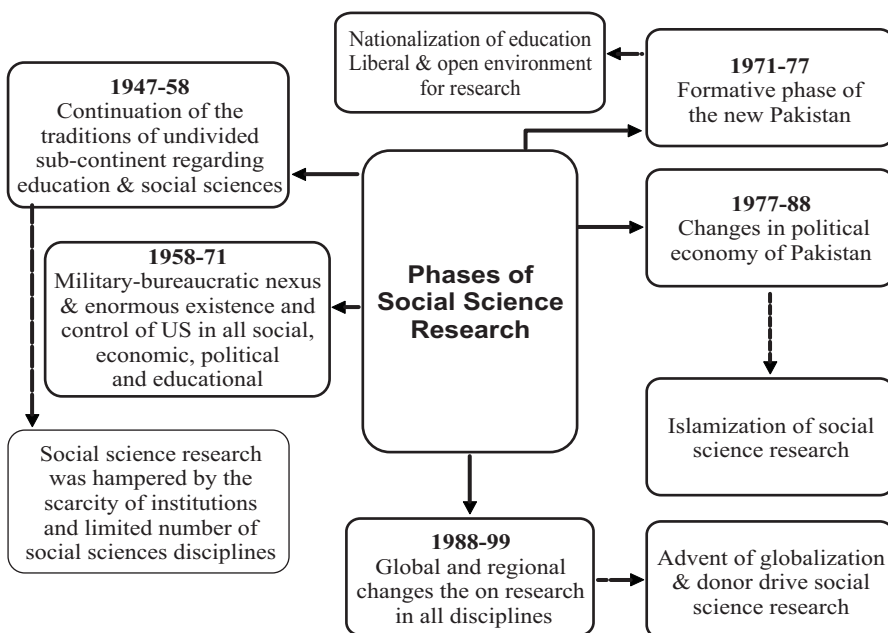 Nationalization of education
Liberal & open environment
for research
1971-77
Formative phase of
the new Pakistan
1947-58
Continuation of the
traditions of undivided
sub-continent regarding
education & social sciences
1977-88
Changes in political
economy of Pakistan
1958-71
Military-bureaucratic nexus
& enormous existence and
control of US in all social,
economic, political
and educational
Phases of
Social Science
Research
Islamization of social
science research
Social science research
was hampered by the
scarcity of institutions
and limited number of
social sciences disciplines
1988-99
Global and regional
changes the on research
in all disciplines
Advent of globalization
& donor drive social
science research